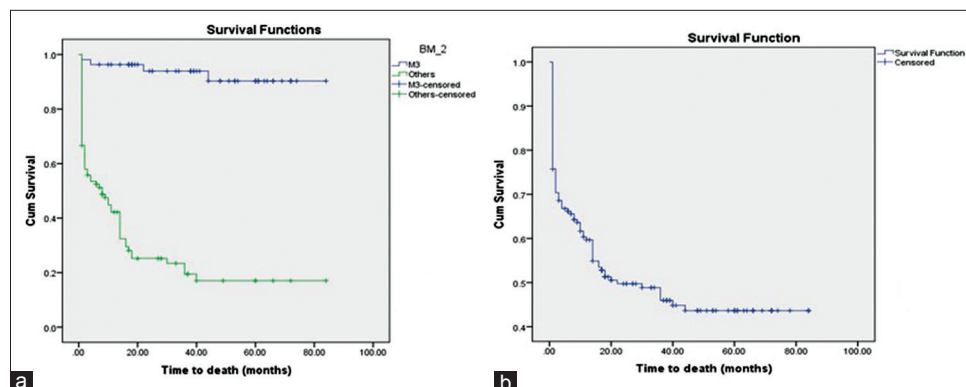 Survival Functions
BM_2
M3
Others
M3-censored
Others-censored
Cum Survival
1.0
0.8
0.6
0.4
0.2
0.0
.00 20.00 40.00 60.00 80.00 100.00
Time to death (months)
a
Survival Function
Survival Function
Censored
Cum Survival
1.0
0.9
0.8
0.7
0.6
0.5
0.4
.00 20.00 40.00 60.00 80.00 100.00
Time to death (months)
b